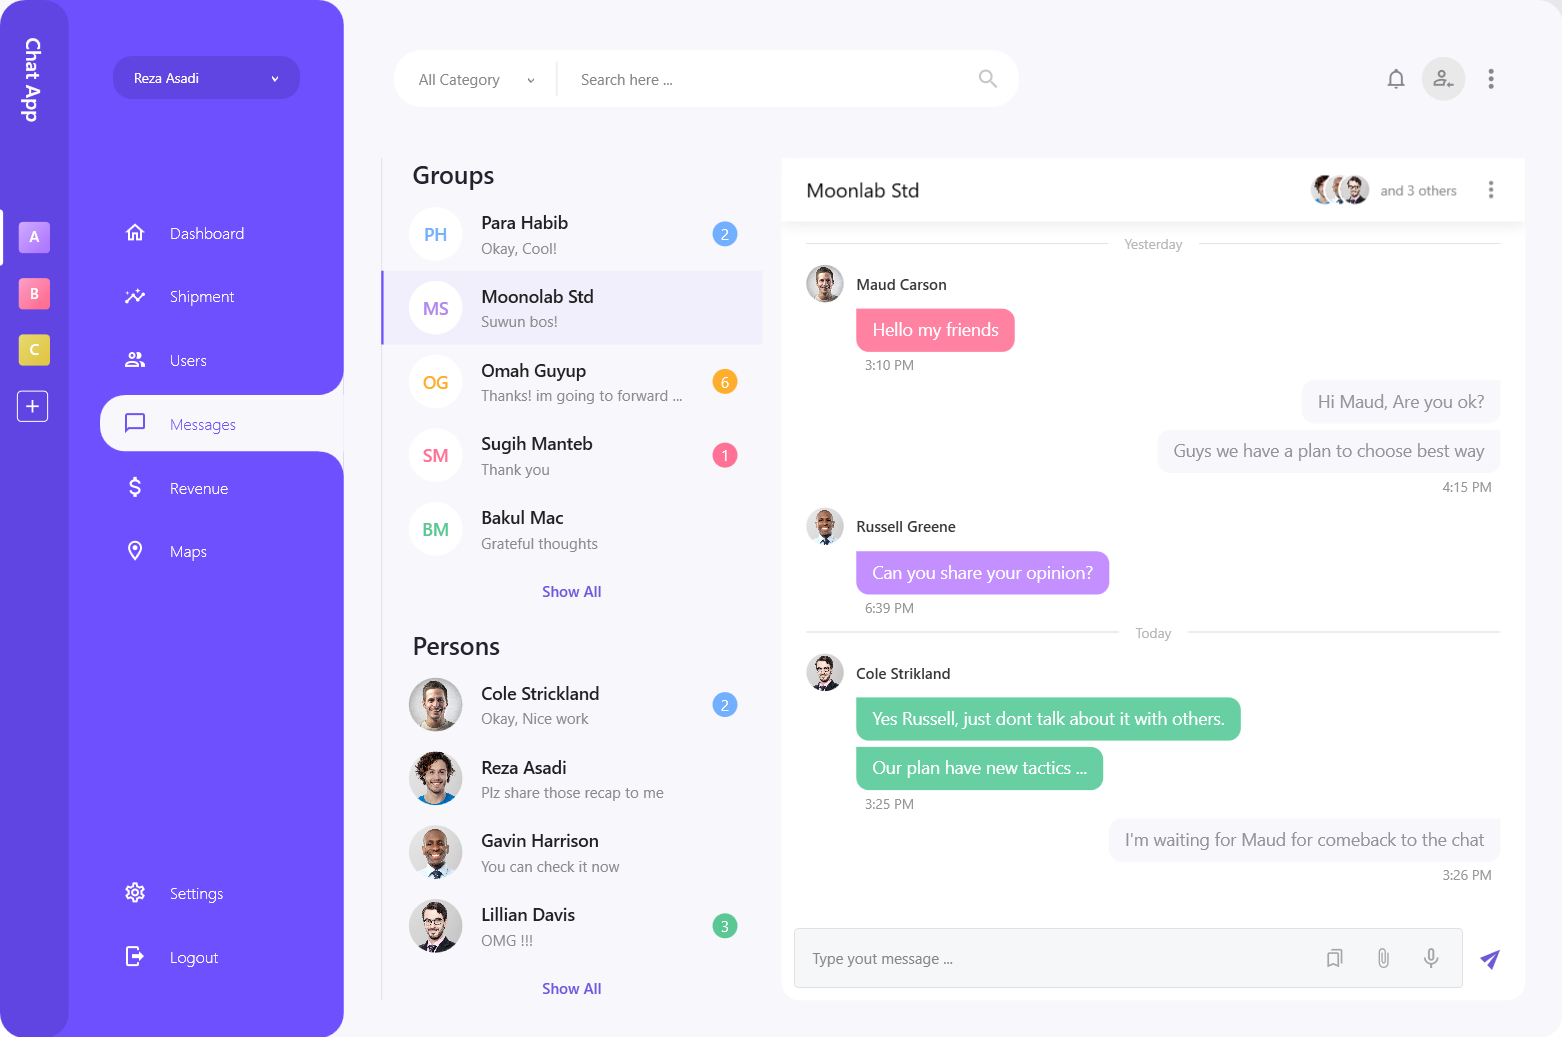 Chat App
Reza Asadi
A
B
C
Dashboard
Shipment
Users
Messages
Revenue
Maps
Settings
Logout
All Category
Search here ...
Groups
PH
Para Habib
Okay, Cool!
2
MS
Moonolab Std
Suwun bos!
OG
Omah Guyup
Thanks! im going to forward ...
6
SM
Sugih Manteb
Thank you
1
BM
Bakul Mac
Grateful thoughts
Show All
Persons
Cole Strickland
Okay, Nice work
2
Reza Asadi
Plz share those recap to me
Gavin Harrison
You can check it now
Lillian Davis
OMG !!!
3
Show All
Moonlab Std
and 3 others
Yesterday
Maud Carson
Hello my friends
3:10 PM
Hi Maud, Are you ok?
Guys we have a plan to choose best way
4:15 PM
Russell Greene
Can you share your opinion?
6:39 PM
Today
Cole Strikland
Yes Russell, just dont talk about it with others.
Our plan have new tactics ...
3:25 PM
I'm waiting for Maud for comeback to the chat
3:26 PM
Type yout message ...